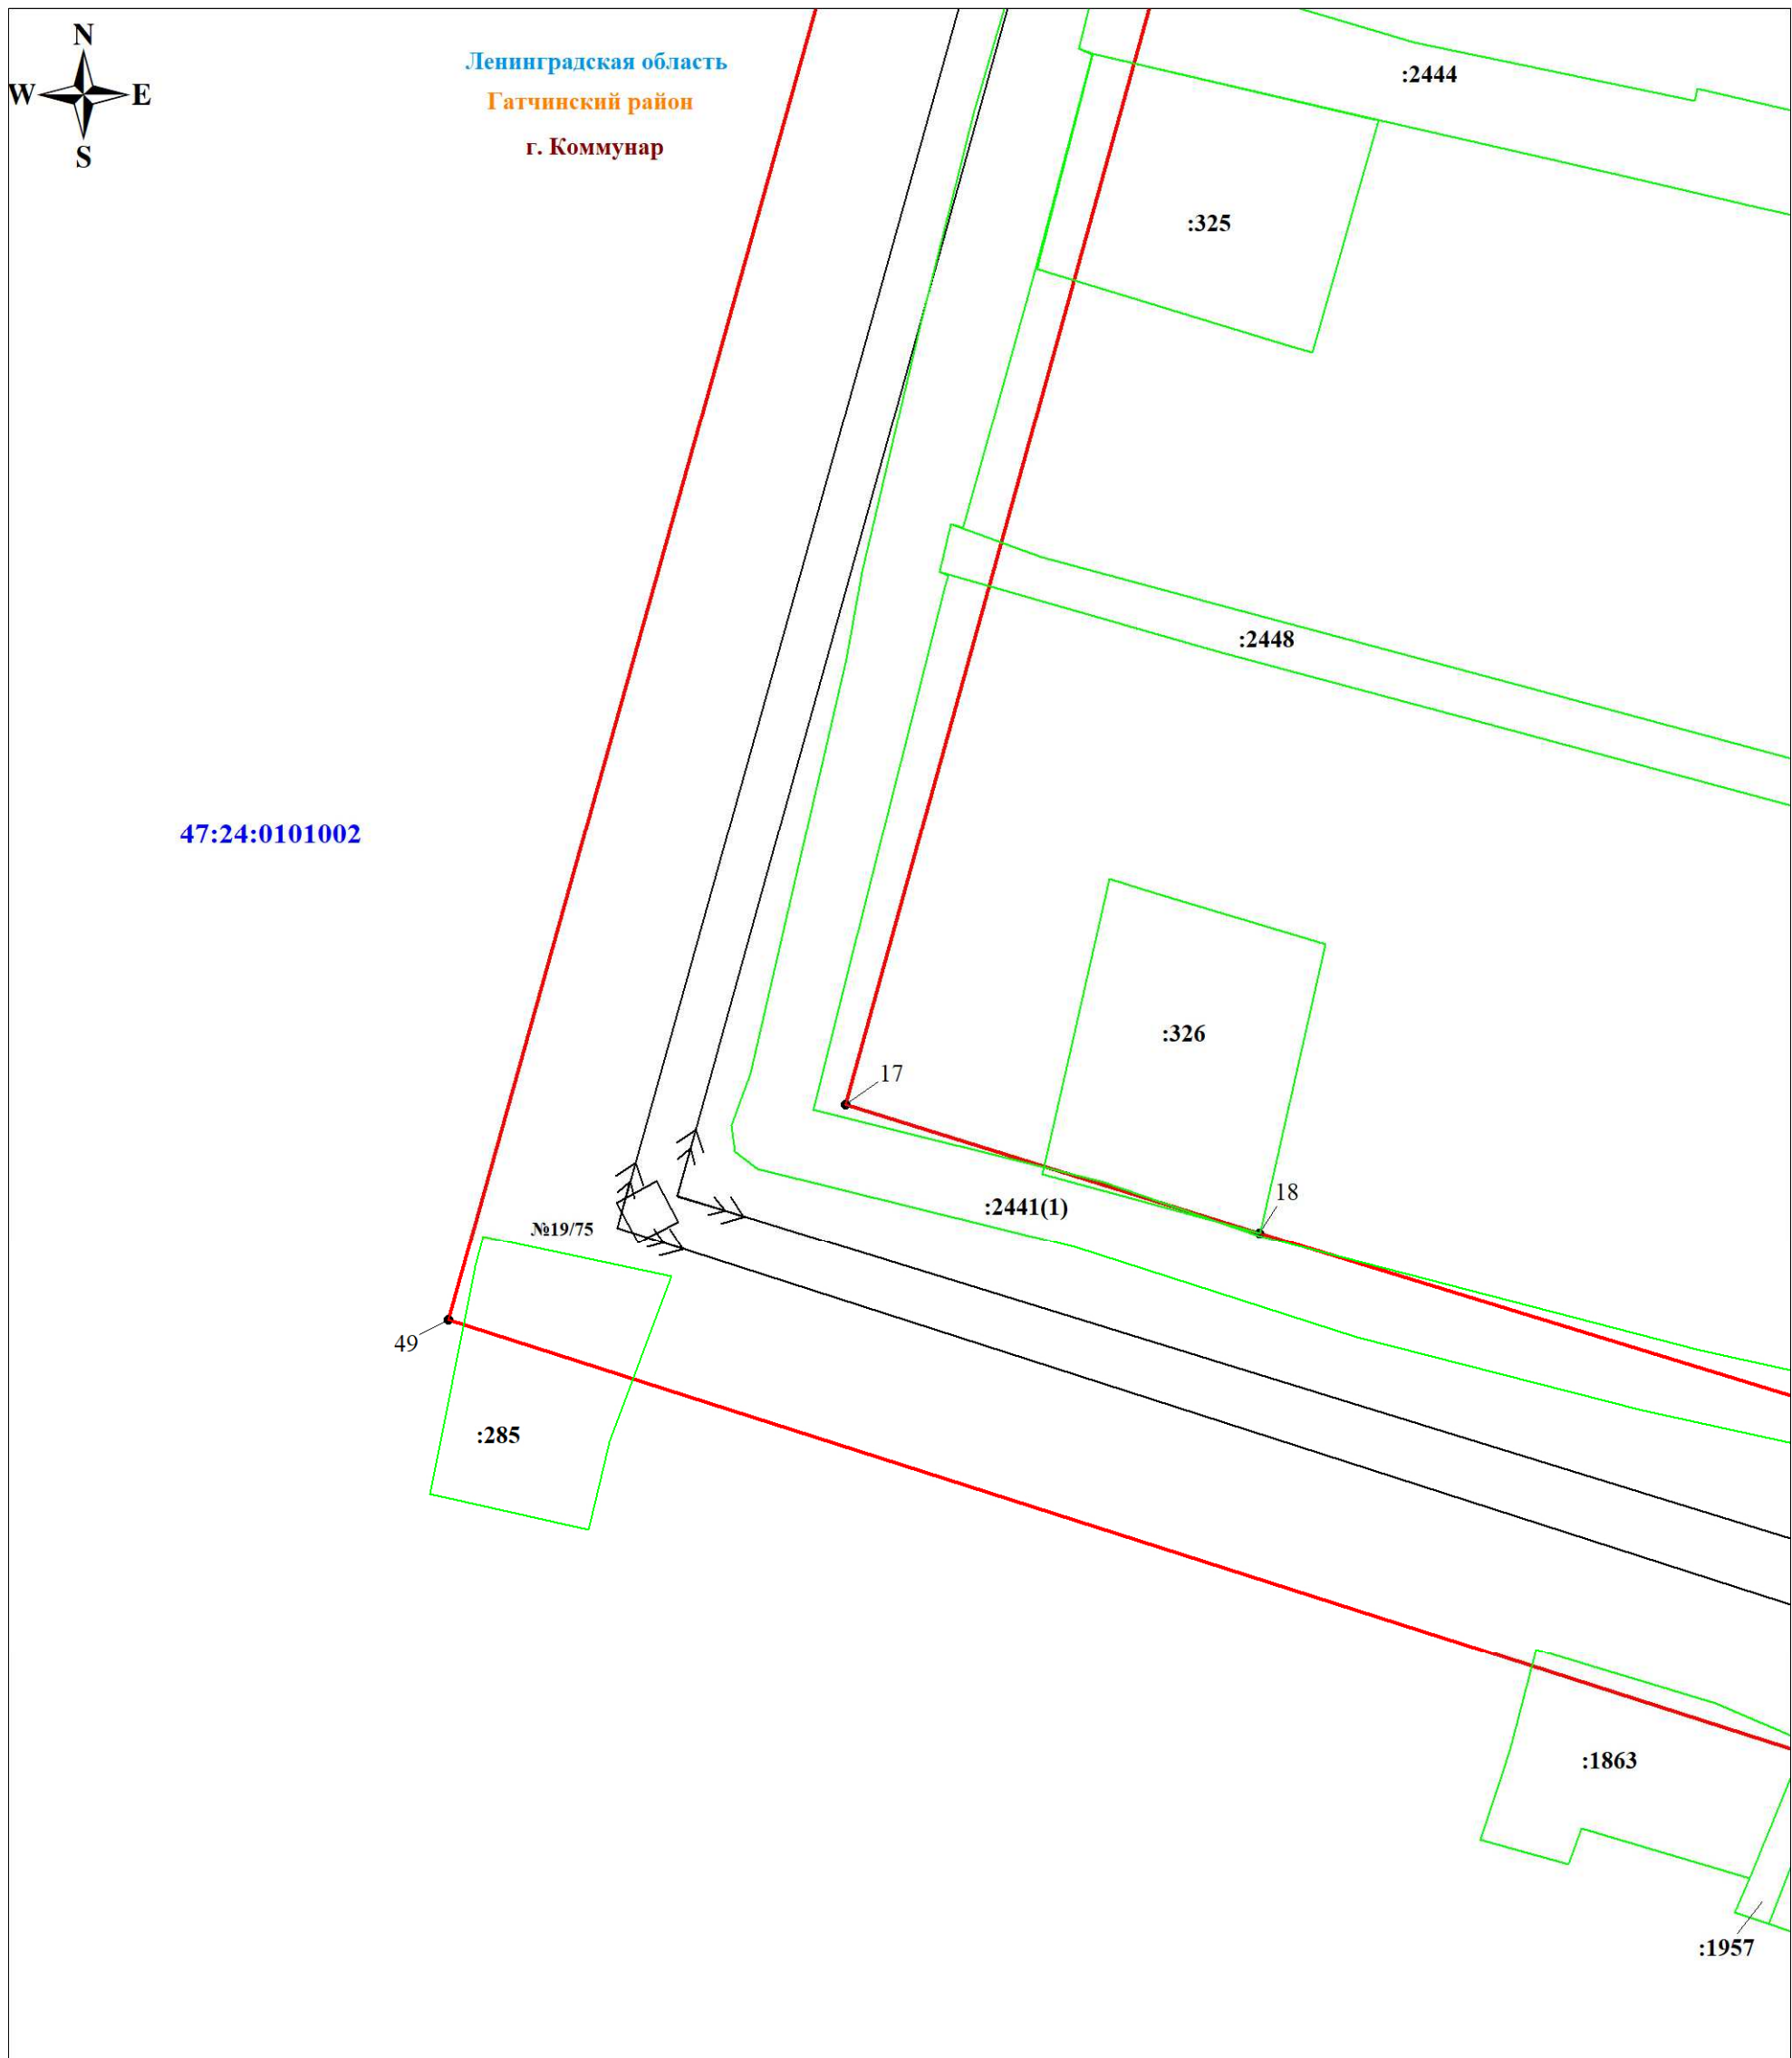 N
W E
S
Ленинградская область
Гатчинский район
г. Коммунар
:2444
:325
:2448
47:24:0101002
:326
17
18
:2441(1)
№19/75
49
:285
:1863
:1957